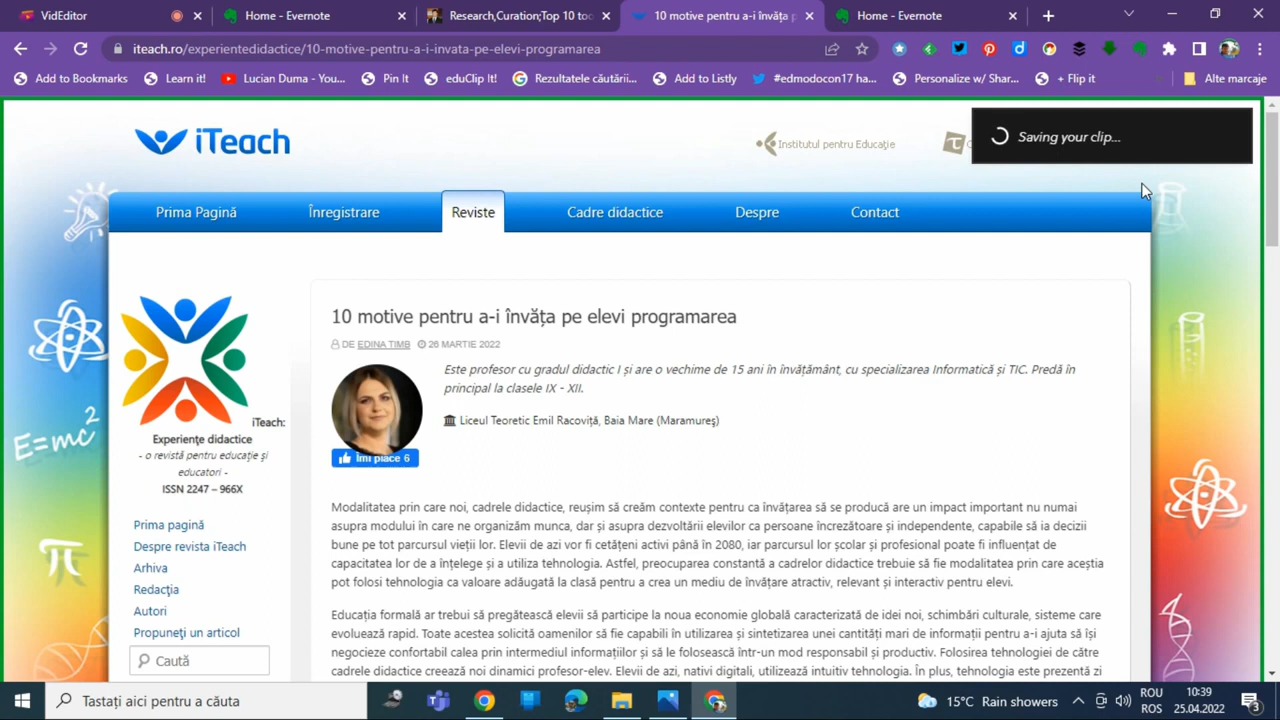 VidEditor
Home - Evernote
Research,Curation;Top 10 too
10 motive pentru a-i învăța p
Home - Evernote
iteach.ro/experientedidactice/10-motive-pentru-a-i-invata-pe-elevi-programarea
Add to Bookmarks
Learn it!
Lucian Duma - You...
Pin It
eduClip It!
Rezultatele căutării...
Add to Listly
#edmodocon17 ha...
Personalize w/ Shar...
+ Flip it
Alte marcaje
iTeach
Institutul pentru Educaţie
Saving your clip...
Prima Pagină
Înregistrare
Reviste
Cadre didactice
Despre
Contact
iTeach:
Experienţe didactice
- o revistă pentru educaţie şi
educatori -
ISSN 2247 – 966X
Prima pagină
Despre revista iTeach
Arhiva
Redacţia
Autori
Propuneţi un articol
Caută
10 motive pentru a-i învăța pe elevi programarea
DE EDINA TIMB 26 MARTIE 2022
Este profesor cu gradul didactic I și are o vechime de 15 ani în învățământ, cu specializarea Informatică și TIC. Predă în
principal la clasele IX - XII.
Liceul Teoretic Emil Racoviță, Baia Mare (Maramureş)
Îmi place 6
Modalitatea prin care noi, cadrele didactice, reușim să creăm contexte pentru ca învățarea să se producă are un impact important nu numai
asupra modului în care ne organizăm munca, dar și asupra dezvoltării elevilor ca persoane încrezătoare și independente, capabile să ia decizii
bune pe tot parcursul vieții lor. Elevii de azi vor fi cetățeni activi până în 2080, iar parcursul lor școlar și profesional poate fi influențat de
capacitatea lor de a înțelege și a utiliza tehnologia. Astfel, preocuparea constantă a cadrelor didactice trebuie să fie modalitatea prin care aceștia
pot folosi tehnologia ca valoare adăugată la clasă pentru a crea un mediu de învățare atractiv, relevant și interactiv pentru elevi.
Educația formală ar trebui să pregătească elevii să participe la noua economie globală caracterizată de idei noi, schimbări culturale, sisteme care
evoluează rapid. Toate acestea solicită oamenilor să fie capabili în utilizarea și sintetizarea unei cantități mari de informații pentru a-i ajuta să își
negocieze confortabil calea prin intermediul informațiilor și să le folosească într-un mod responsabil și productiv. Folosirea tehnologiei de către
cadrele didactice creează noi dinamici profesor-elev. Elevii de azi, nativi digitali, utilizează intuitiv tehnologia. În plus, tehnologia este prezentă zi
E=mc2
π
Tastați aici pentru a căuta
15°C Rain showers
ROU
ROS
10:39
25.04.2022
3